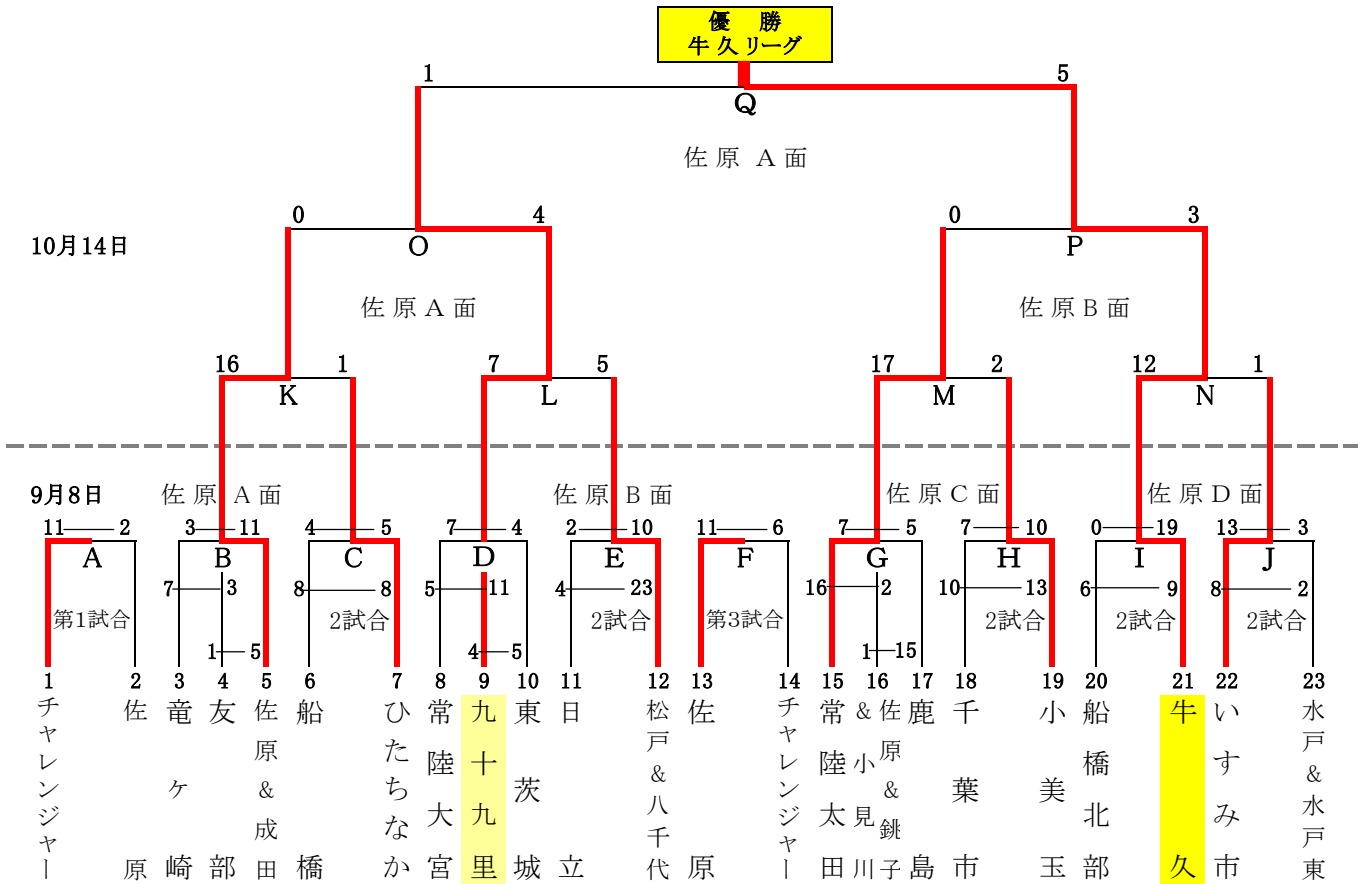 優　勝
牛久リーグ
1 5
Q
佐原 A面
0 4 0 3
10月14日
O P
佐原A面 佐原B面
16 1 7 5 17 2 12 1
K L M N
9月8日 佐原 A面 佐原 B面 佐原C面 佐原D面
11 2 3 11 4 5 7 4 2 10 11 6 7 5 7 10 0 19 13 3
A B C D E F G H I J
7 3 8 8 5 11 4 23 16 2 10 13 6 9 8 2
第1試合 2試合 2試合 第3試合 2試合 2試合 2試合
1 5 4 5 1 15
1 2 3 4 5 6 7 8 9 10 11 12 13 14 15 16 17 18 19 20 21 22 23
チャレンジャー
佐原
竜ヶ崎
友部
佐原&成田
船橋
ひたちなか
常陸大宮
九十九里
東茨城
日立
松戸&八千代
佐原
チャレンジャー
常陸太田
佐原&銚子
&小見川
鹿島
千葉市
小美玉
船橋北部
牛久
いすみ市
水戸&水戸東